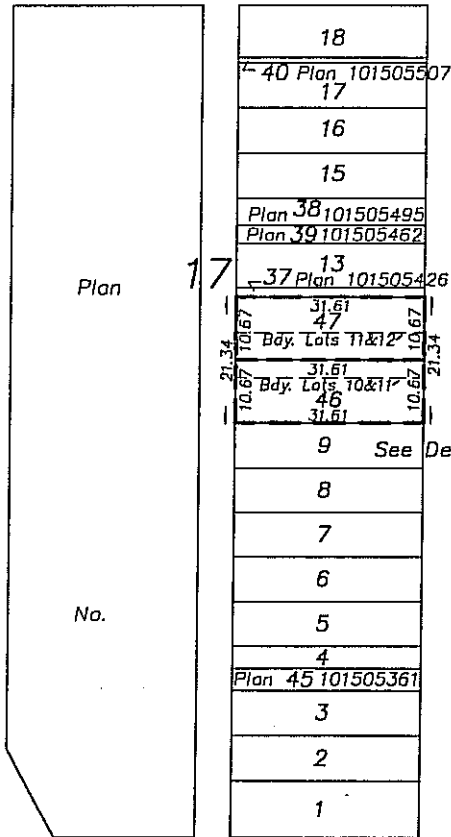 18
40 Plan 101505507
17
16
15
Plan 38 101505495
Plan 39 101505462
13
17
37 Plan 101505426
Plan
31.61
47
10.67
10.67
Bdy. Lots 11&12
21.34
21.34
31.61
Bdy. Lots 10&11
10.67
10.67
46
31.61
9
See De
8
7
6
5
No.
4
Plan 45 101505361
3
2
1